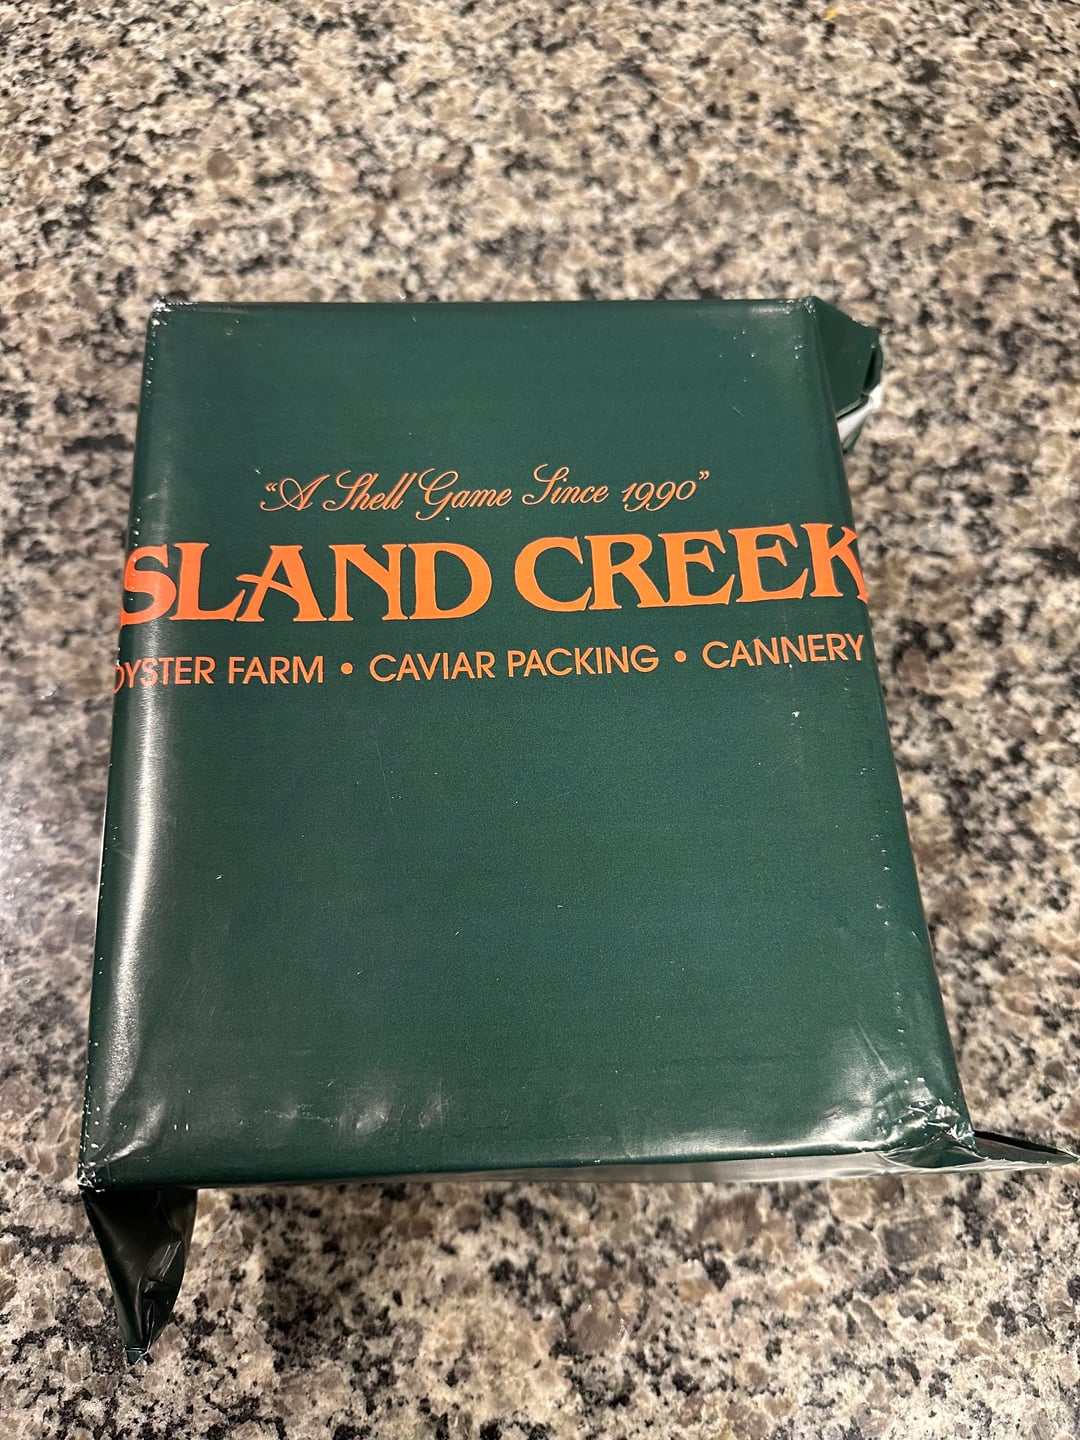 “A Shell Game Since 1990”
SLAND CREEK
OYSTER FARM • CAVIAR PACKING • CANNERY